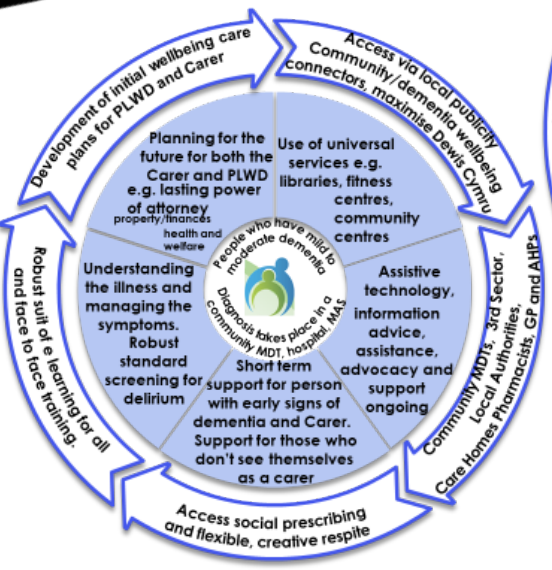 Development of initial wellbeing care
plans for PLWD and Carer
Access via local publicity
Community/dementia wellbeing
connectors, maximise Dewis Cymru
Community MDTs, 3rd Sector,
Local Authorities,
Care Homes Pharmacists, GP and AHPs
Access social prescribing
and flexible, creative respite
Robust suit of e learning for all
and face to face training.
Planning for the
future for both the
Carer and PLWD
e.g. lasting power
of attorney
property/finances
health and
welfare
Use of universal
services e.g.
libraries, fitness
centres,
community
centres
Assistive
technology,
information
advice,
assistance,
advocacy and
support
ongoing
Short term
support for person
with early signs of
dementia and Carer.
Support for those who
don't see themselves
as a carer
Understanding
the illness and
managing the
symptoms.
Robust
standard
screening for
delirium
People who have mild to
moderate dementia
Diagnosis takes place in a
community MDT, hospital, MAS